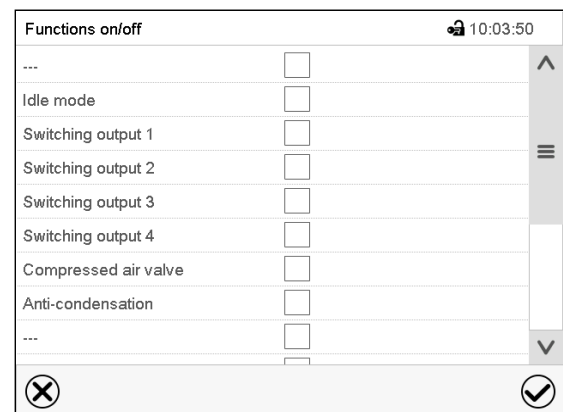 Functions on/off 10:03:50
---
Idle mode
Switching output 1
Switching output 2
Switching output 3
Switching output 4
Compressed air valve
Anti-condensation
---